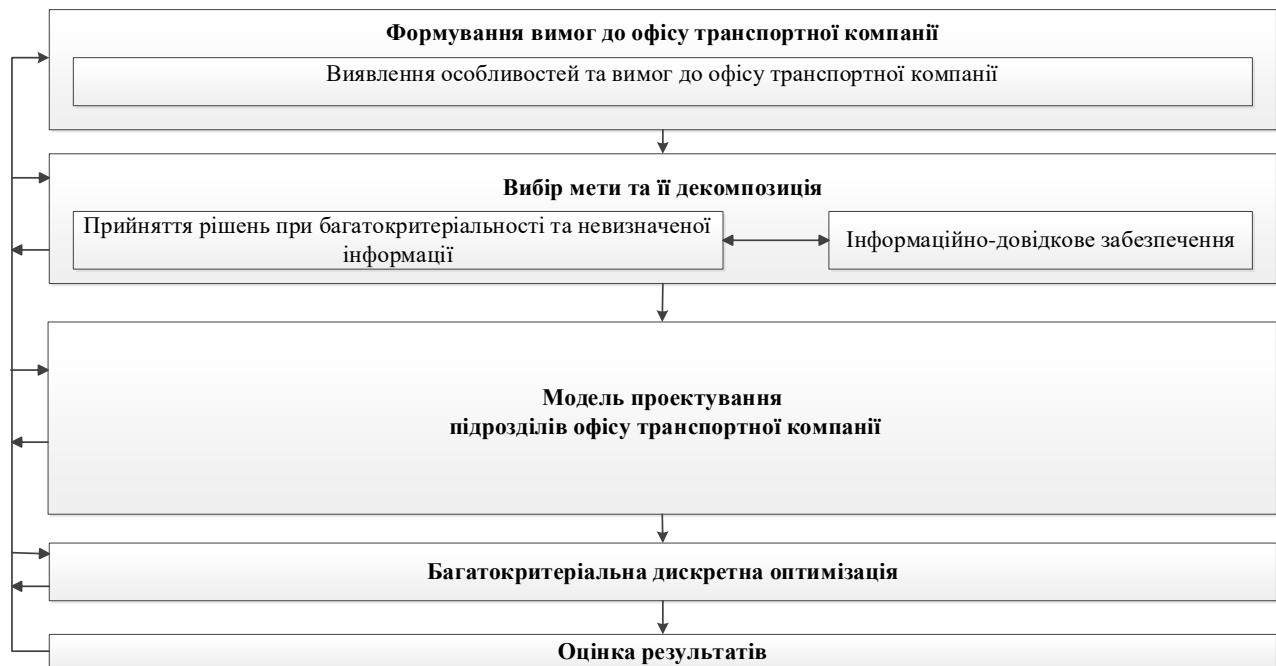 Формування вимог до офісу транспортної компанії
Виявлення особливостей та вимог до офісу транспортної компанії
Вибір мети та її декомпозиція
Прийняття рішень при багатокритеріальності та невизначеної
інформації
Інформаційно-довідкове забезпечення
Модель проектування
підрозділів офісу транспортної компанії
Багатокритеріальна дискретна оптимізація
Оцінка результатів